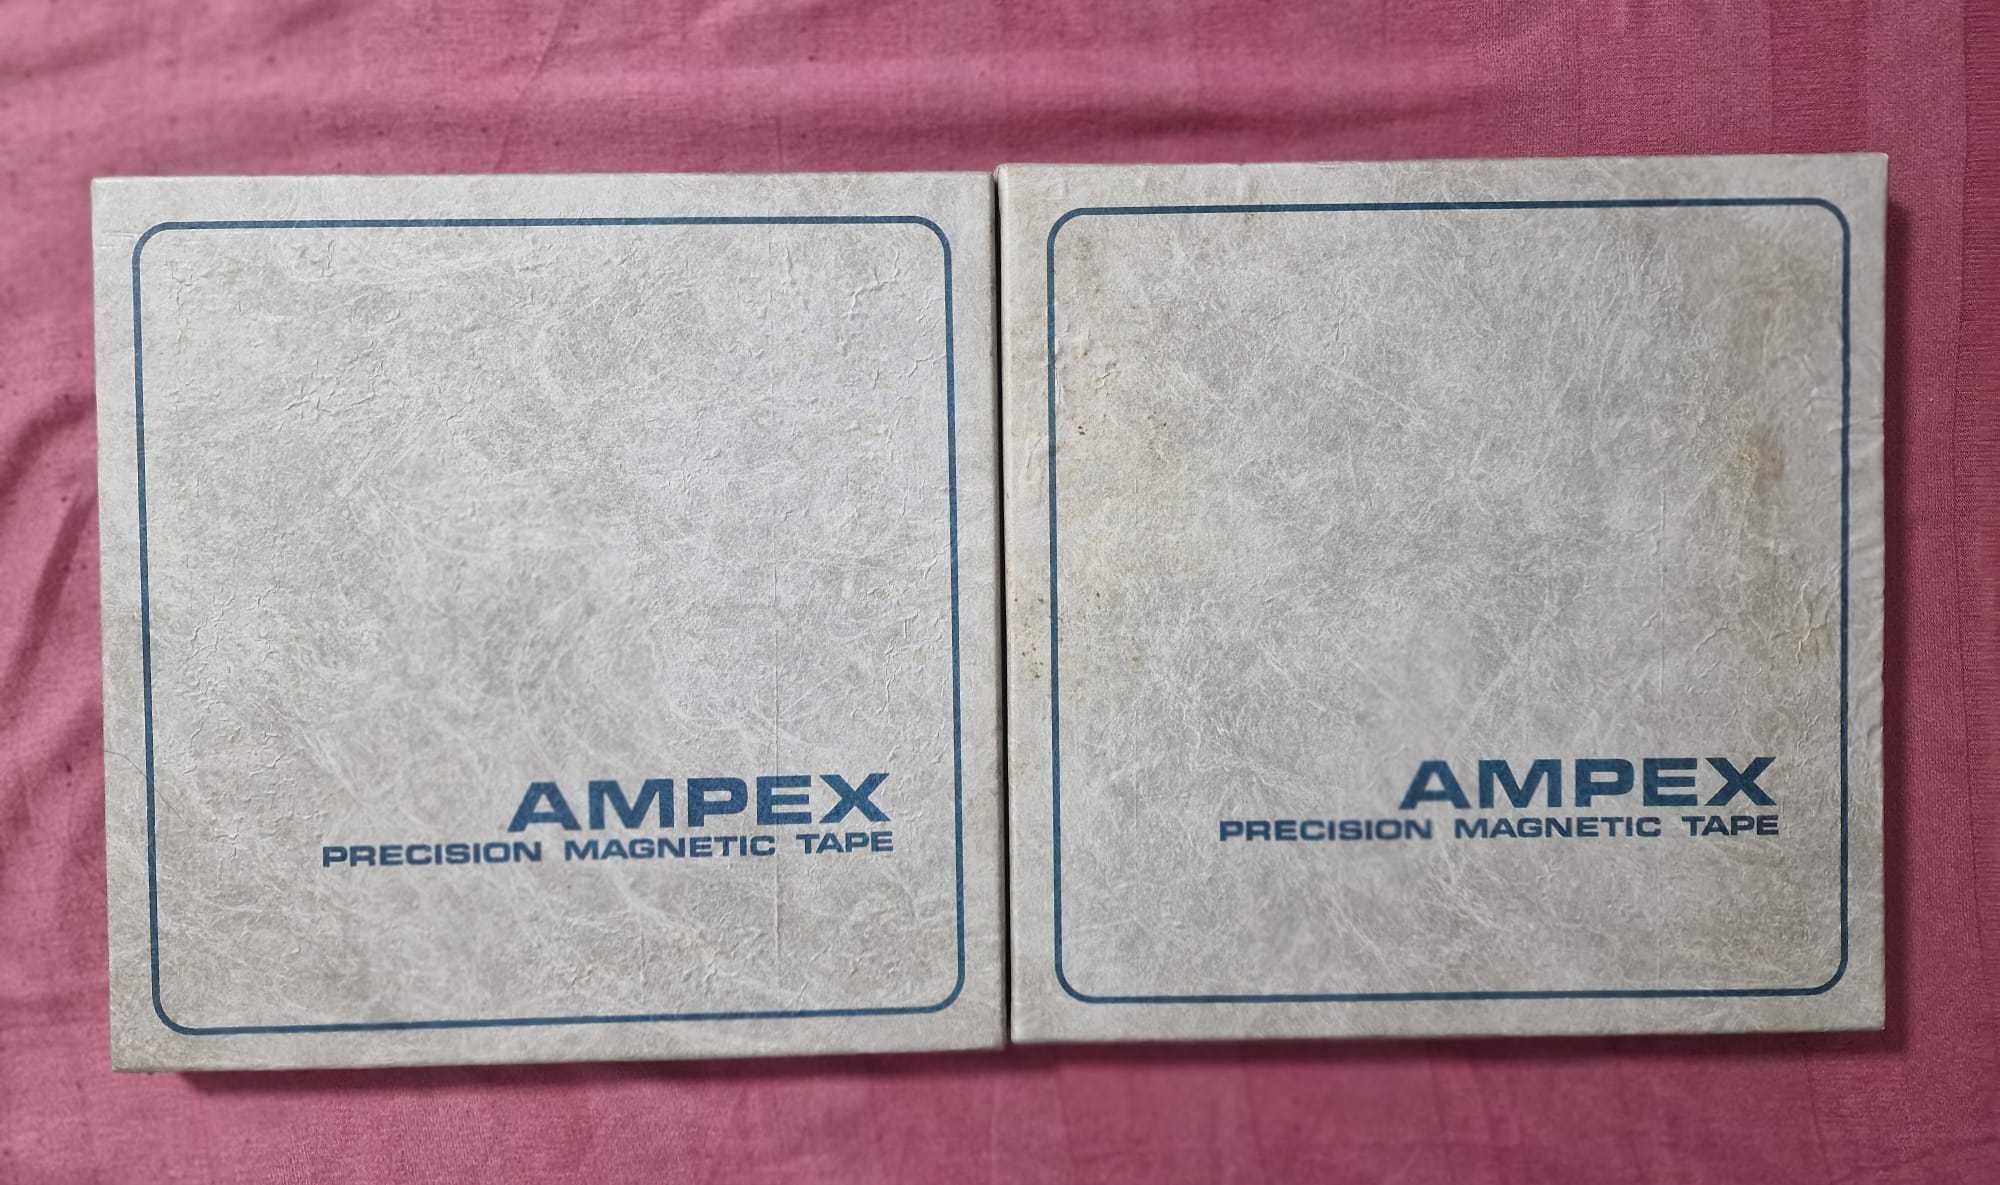 AMPEX
PRECISION MAGNETIC TAPE
AMPEX
PRECISION MAGNETIC TAPE